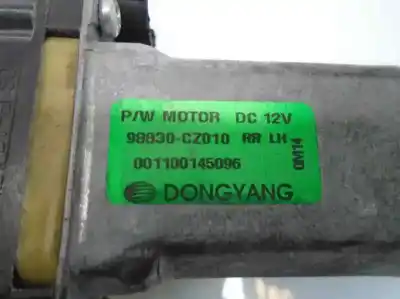 P/W MOTOR DC 12V
98830-CZ010 RR LH
001100145096
DONGYANG
0M14